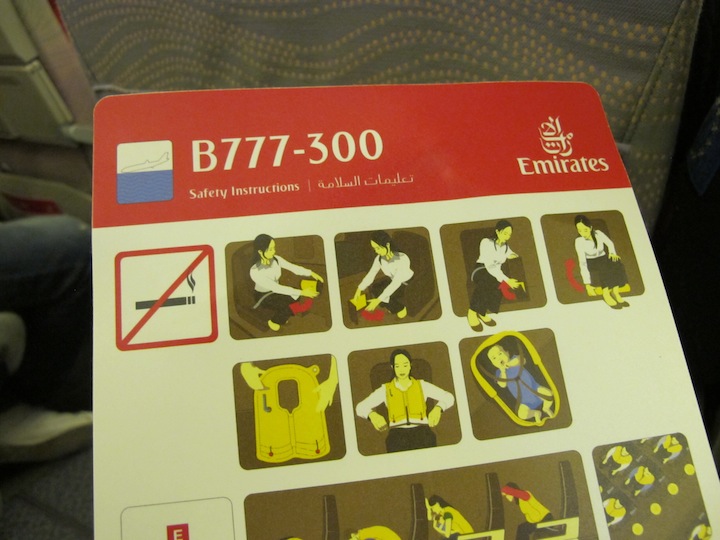 B777-300
Emirates
Safety Instructions | تعليمات السلامة
E